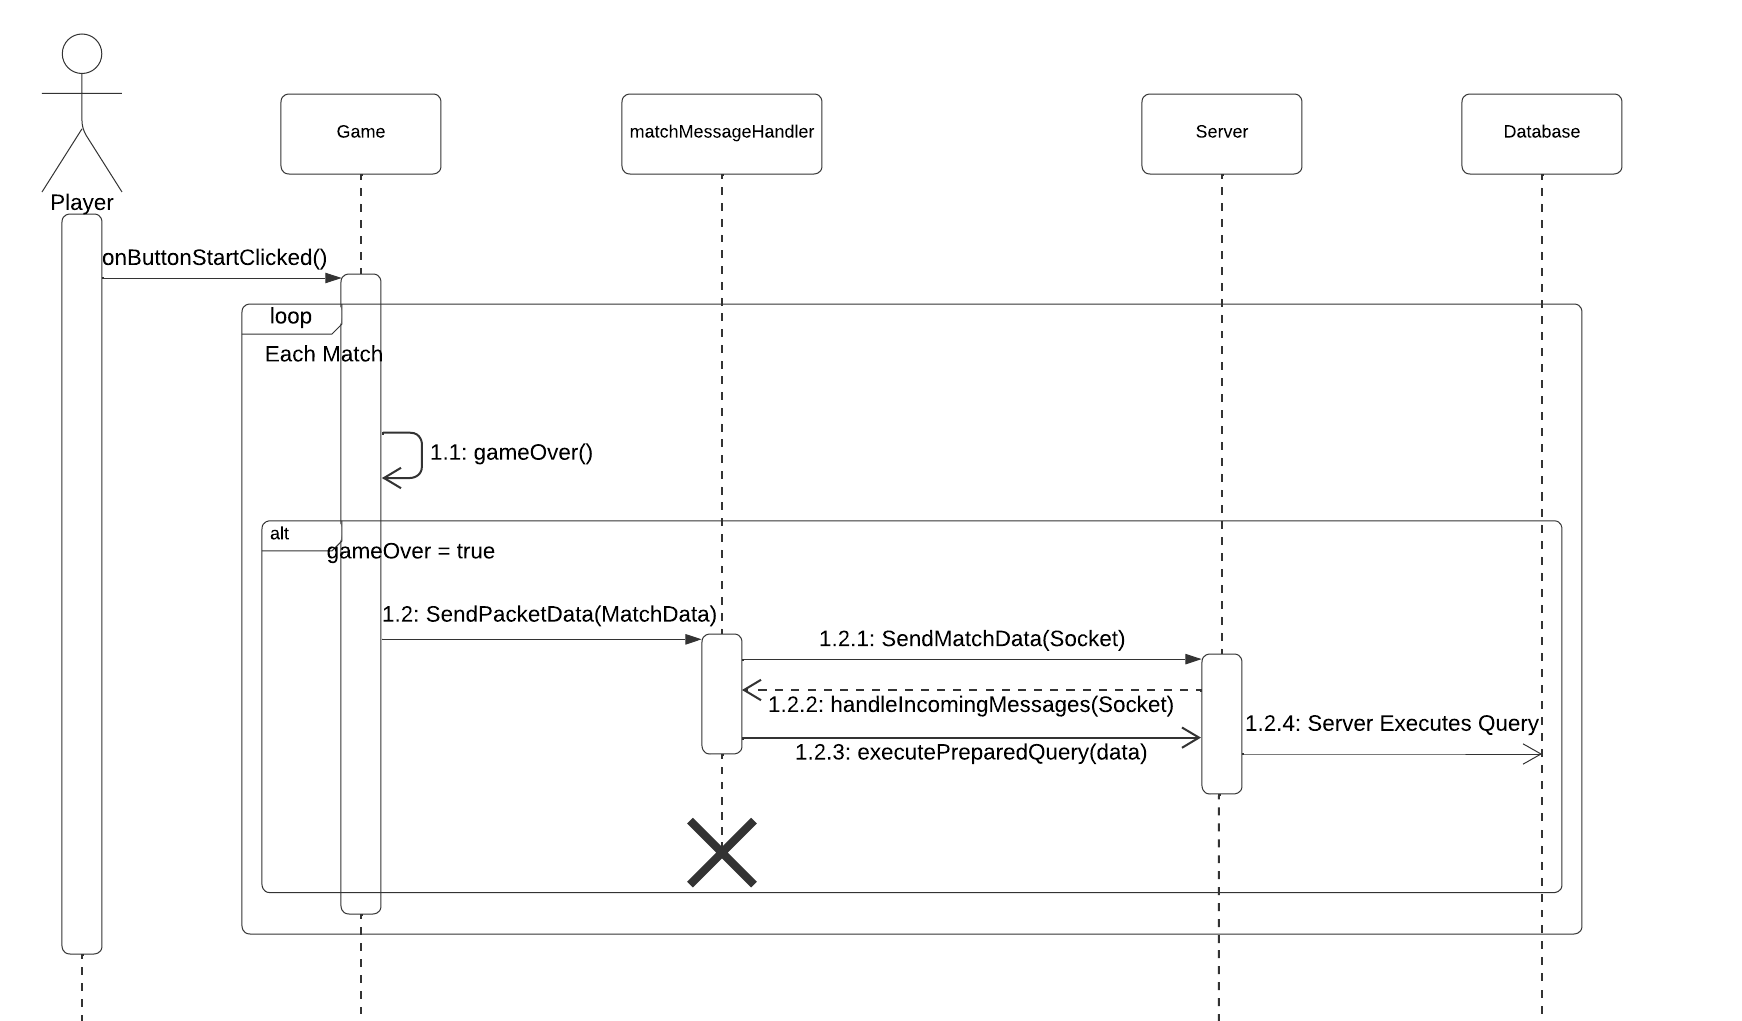 Game
matchMessageHandler
Server
Database
Player
onButtonStartClicked()
loop
Each Match
1.1: gameOver()
alt
gameOver = true
1.2: SendPacketData(MatchData)
1.2.1: SendMatchData(Socket)
1.2.2: handleIncomingMessages(Socket)
1.2.3: executePreparedQuery(data)
1.2.4: Server Executes Query